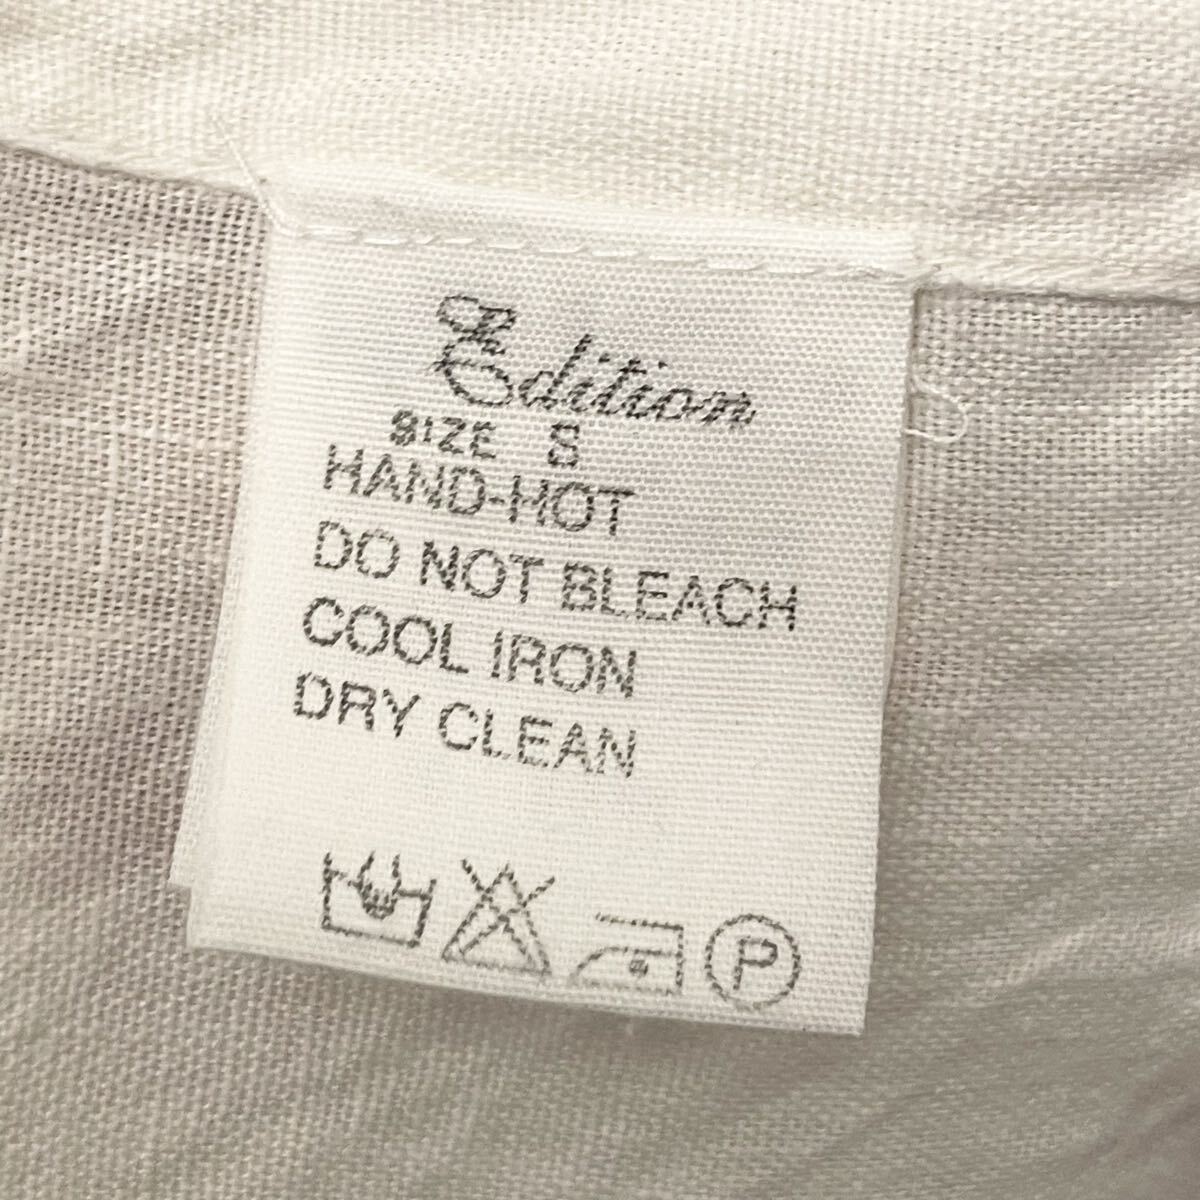 Edition
SIZE S
HAND-HOT
DO NOT BLEACH
COOL IRON
DRY CLEAN
P